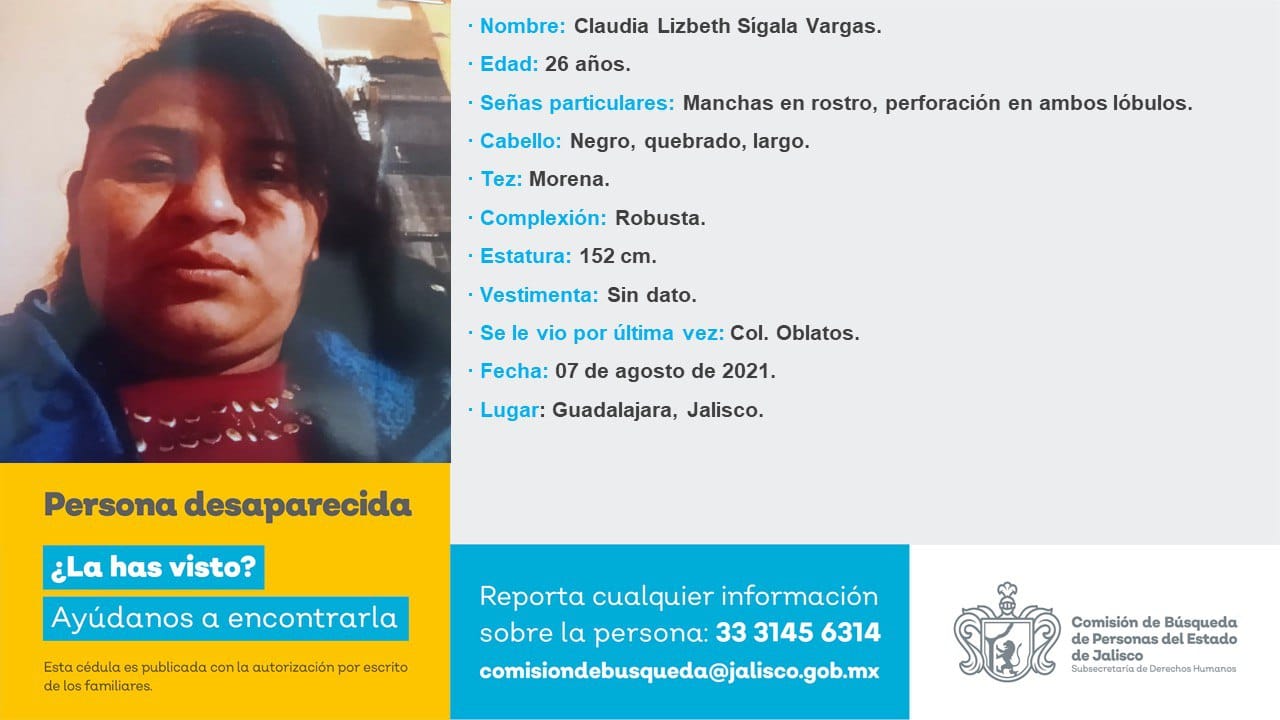 · Nombre: Claudia Lizbeth Sígala Vargas.
· Edad: 26 años.
· Señas particulares: Manchas en rostro, perforación en ambos lóbulos.
· Cabello: Negro, quebrado, largo.
· Tez: Morena.
· Complexión: Robusta.
· Estatura: 152 cm.
· Vestimenta: Sin dato.
· Se le vio por última vez: Col. Oblatos.
· Fecha: 07 de agosto de 2021.
· Lugar: Guadalajara, Jalisco.
Persona desaparecida
¿La has visto?
Ayúdanos a encontrarla
Esta cédula es publicada con la autorización por escrito
de los familiares.
Reporta cualquier información
sobre la persona: 33 3145 6314
comisiondebusqueda@jalisco.gob.mx
Comisión de Búsqueda
de Personas del Estado
de Jalisco
Subsecretaría de Derechos Humanos